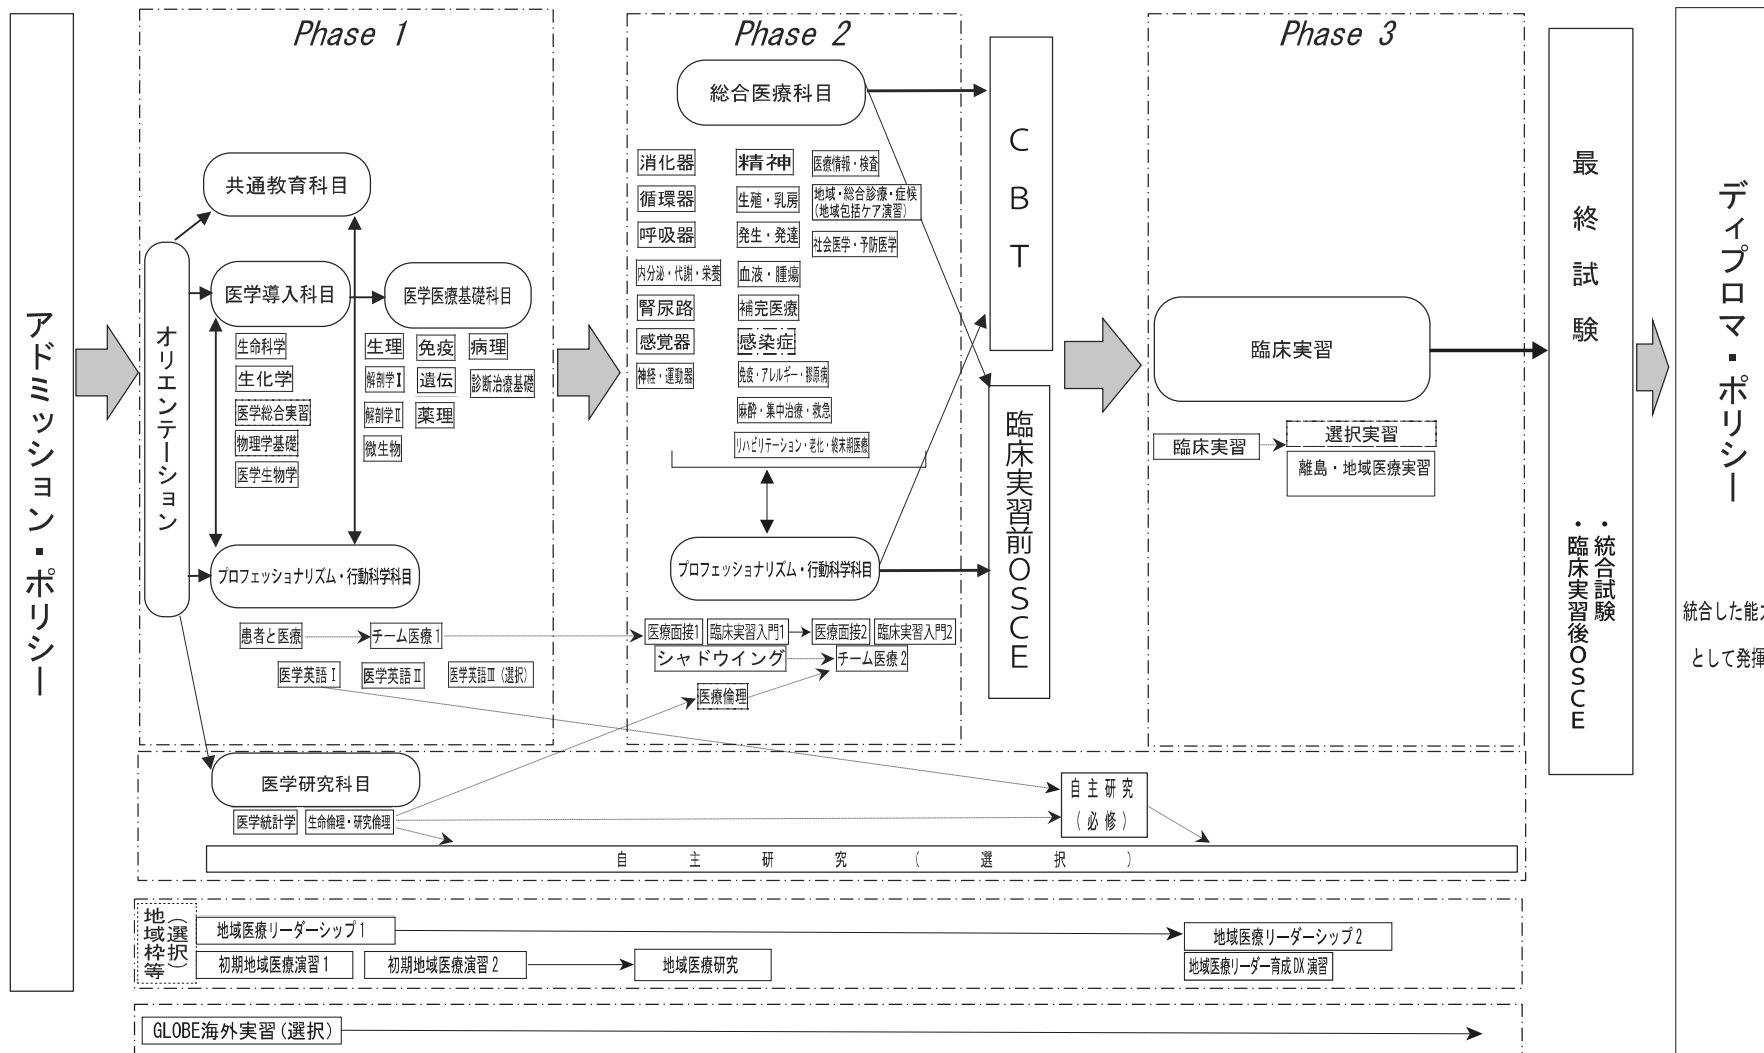 アドミッション・ポリシー
Phase 1
オリエンテーション
共通教育科目
医学導入科目
医学医療基礎科目
生命科学
生化学
医学総合実習
物理学基礎
医学生物学
生理
免疫
病理
解剖学Ⅰ
遺伝
診断治療基礎
解剖学Ⅱ
薬理
微生物
プロフェッショナリズム・行動科学科目
患者と医療
チーム医療1
医学英語Ⅰ
医学英語Ⅱ
医学英語Ⅲ(選択)
Phase 2
総合医療科目
消化器
循環器
呼吸器
内分泌・代謝・栄養
腎尿路
感覚器
神経・運動器
精神
生殖・乳房
発生・発達
血液・腫瘍
補完医療
感染症
免疫・アレルギー・膠原病
麻酔・集中治療・救急
リハビリテーション・老化・終末期医療
医療情報・検査
地域・総合診療・症候
(地域包括ケア演習)
社会医学・予防医学
プロフェッショナリズム・行動科学科目
医療面接1
臨床実習入門1
医療面接2
臨床実習入門2
シャドウイング
チーム医療2
医療倫理
CBT
臨床実習前OSCE
Phase 3
臨床実習
臨床実習
選択実習
離島・地域医療実習
最終試験
・統合試験
・臨床実習後OSCE
ディプロマ・ポリシー
統合した能力
として発揮
医学研究科目
医学統計学
生命倫理・研究倫理
自主研究
(必修)
自主研究(選択)
地域枠等
(選択)
地域医療リーダーシップ1
地域医療リーダーシップ2
初期地域医療演習1
初期地域医療演習2
地域医療研究
地域医療リーダー育成DX演習
GLOBE海外実習(選択)